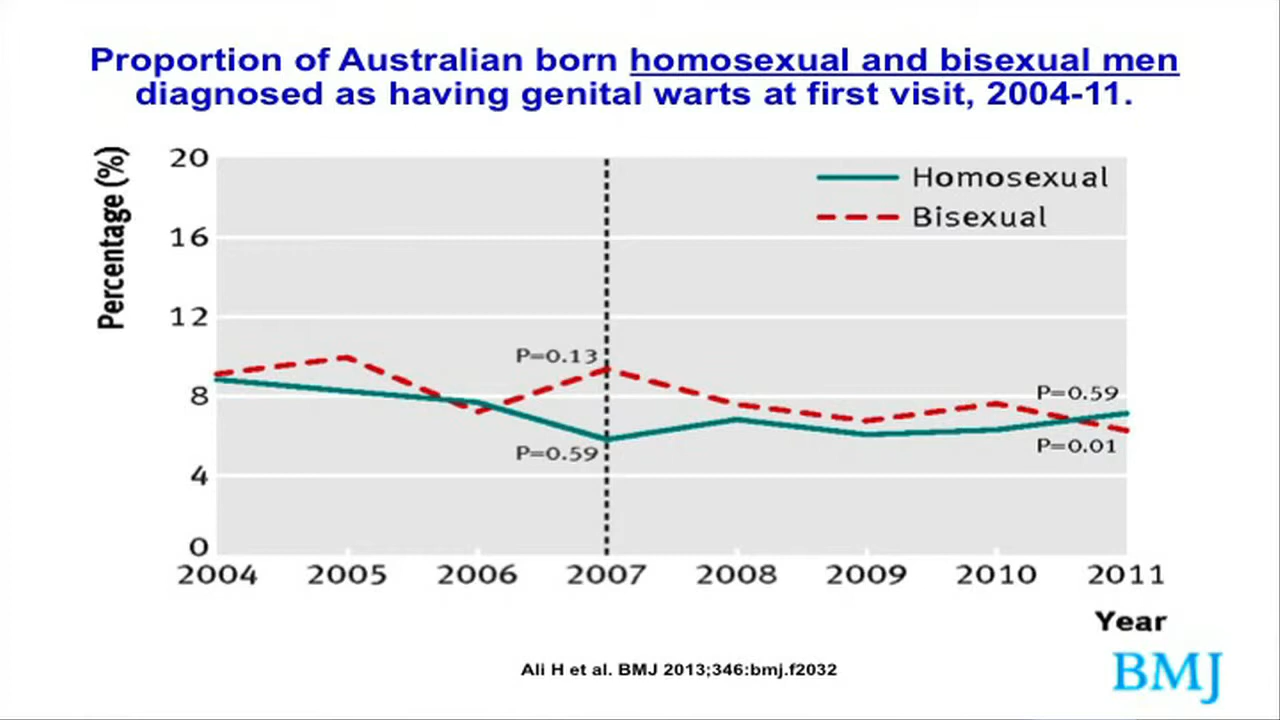 Proportion of Australian born homosexual and bisexual men
diagnosed as having genital warts at first visit, 2004-11.
Percentage (%)
20
16
12
8
4
0
Homosexual
Bisexual
P=0.13
P=0.59
P=0.59
P=0.01
2004 2005 2006 2007 2008 2009 2010 2011
Year
Ali H et al. BMJ 2013;346:bmj.f2032
BMJ